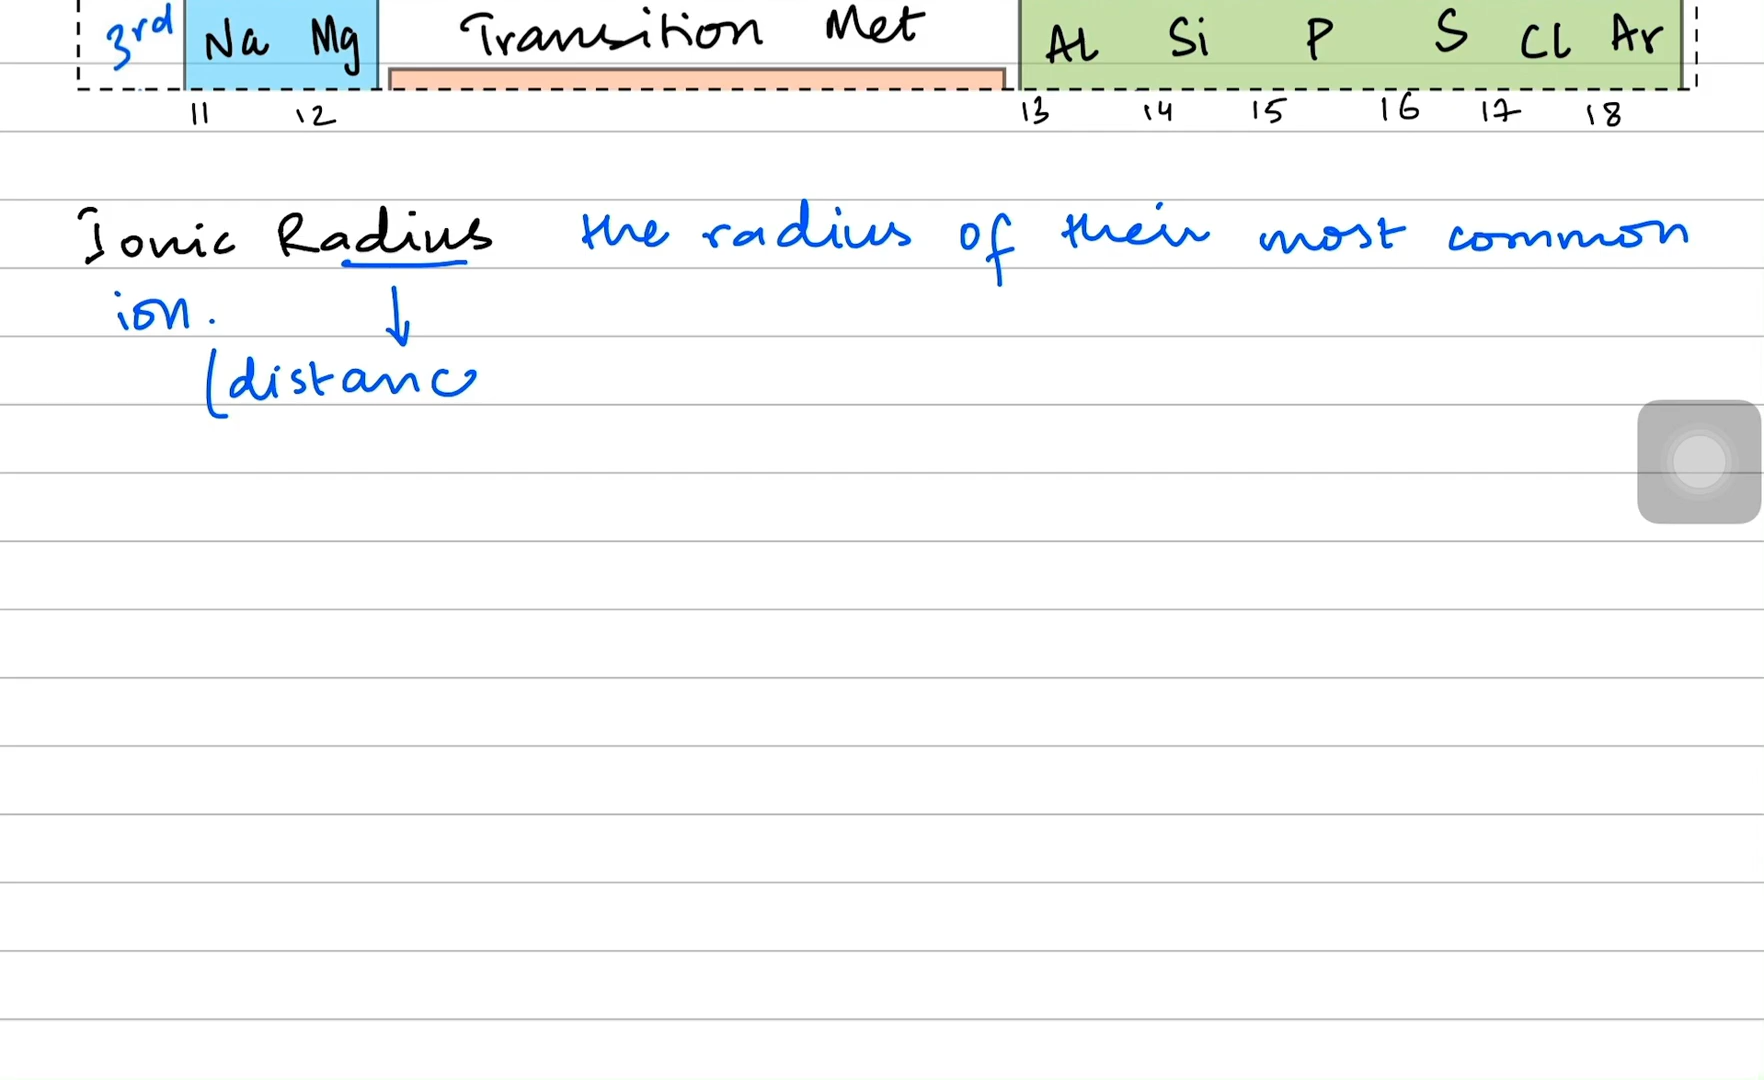 3rd Na Mg Transition Met Al Si P S Cl Ar
11 12 13 14 15 16 17 18
Ionic Radius the radius of their most common
ion.
(distanc